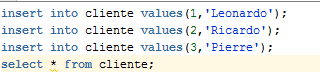 insert into cliente values(1,'Leonardo');
insert into cliente values(2,'Ricardo');
insert into cliente values(3,'Pierre');
select * from cliente;